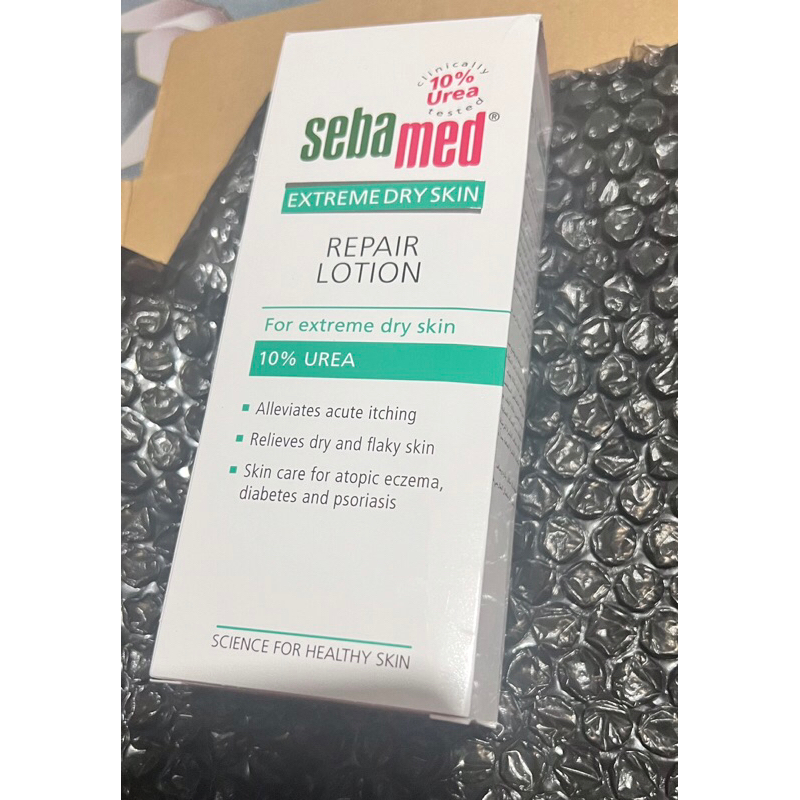 clinically
10%
Urea
tested
sebamed®
EXTREME DRY SKIN
REPAIR
LOTION
For extreme dry skin
10% UREA
▪ Alleviates acute itching
▪ Relieves dry and flaky skin
▪ Skin care for atopic eczema,
diabetes and psoriasis
SCIENCE FOR HEALTHY SKIN